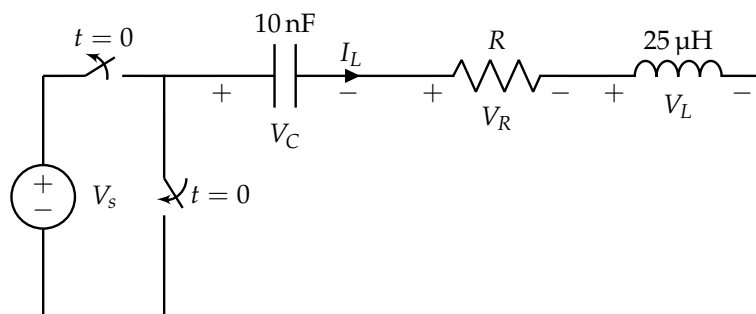 10 nF
R
25 µH
t = 0
I_L
+ − + − + −
V_C
V_R
V_L
+
−
V_s
t = 0